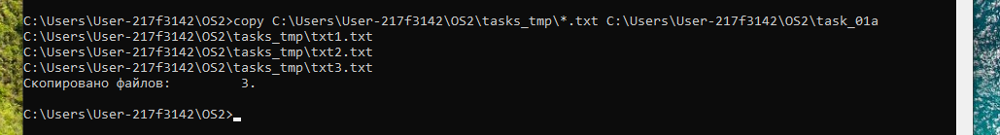 C:\Users\User-217f3142\OS2>copy C:\Users\User-217f3142\OS2\tasks_tmp\*.txt C:\Users\User-217f3142\OS2\task_01a
C:\Users\User-217f3142\OS2\tasks_tmp\txt1.txt
C:\Users\User-217f3142\OS2\tasks_tmp\txt2.txt
C:\Users\User-217f3142\OS2\tasks_tmp\txt3.txt
Скопировано файлов:         3.
C:\Users\User-217f3142\OS2>